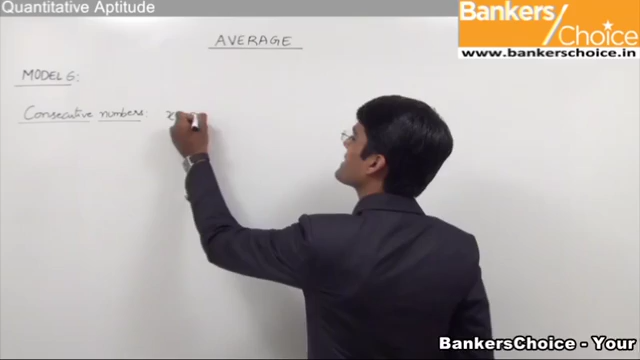 Quantitative Aptitude
Bankers
Choice
www.bankerschoice.in
AVERAGE
MODEL 6:
Consecutive numbers: x
BankersChoice - Your